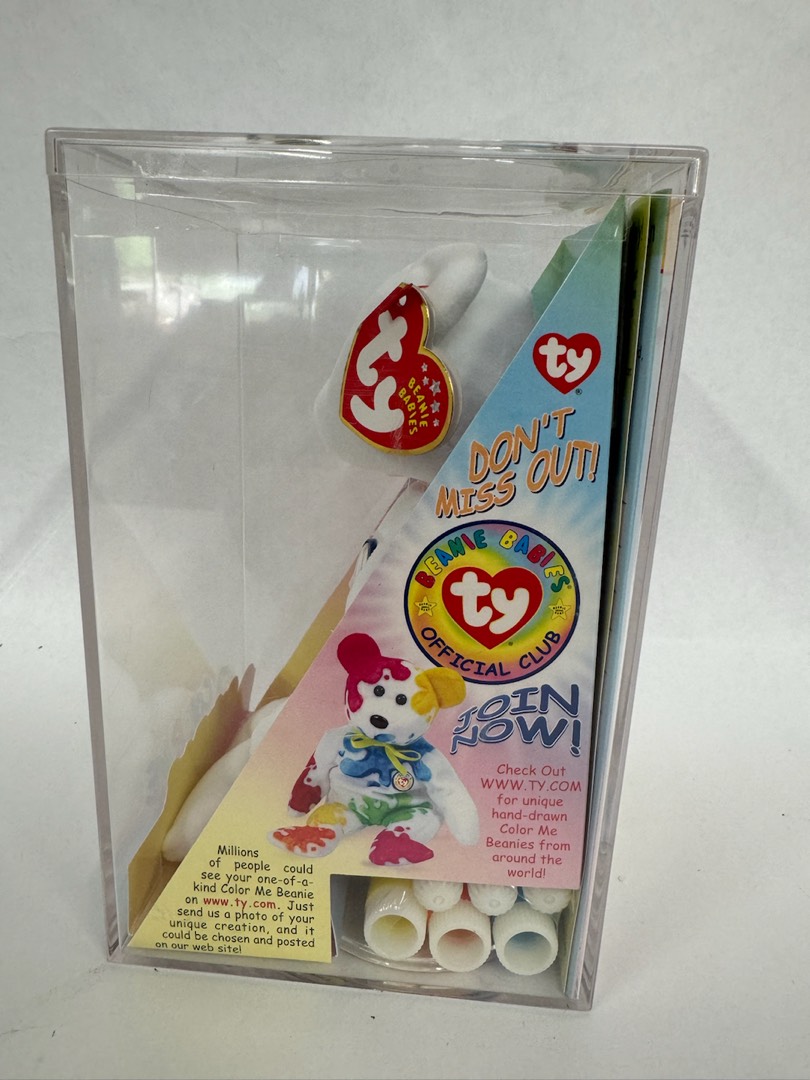 ty
BEANIE
BABIES
ty
DON'T
MISS OUT!
BEANIE BABIES
ty
OFFICIAL CLUB
JOIN
NOW!
Check Out
WWW.TY.COM
for unique
hand-drawn
Color Me
Beanies from
around the
world!
Millions
of people could
see your one-of-a-
kind Color Me Beanie
on www.ty.com. Just
send us a photo of your
unique creation, and it
could be chosen and posted
on our web site!